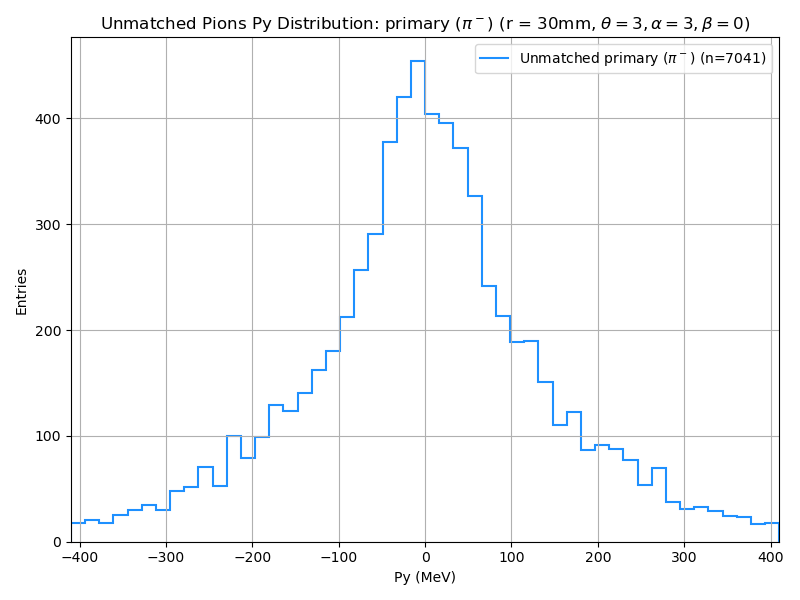 Unmatched Pions Py Distribution: primary (π⁻) (r = 30mm, θ = 3, α = 3, β = 0)
Unmatched primary (π⁻) (n=7041)
Entries
400
300
200
100
0
−400 −300 −200 −100 0 100 200 300 400
Py (MeV)